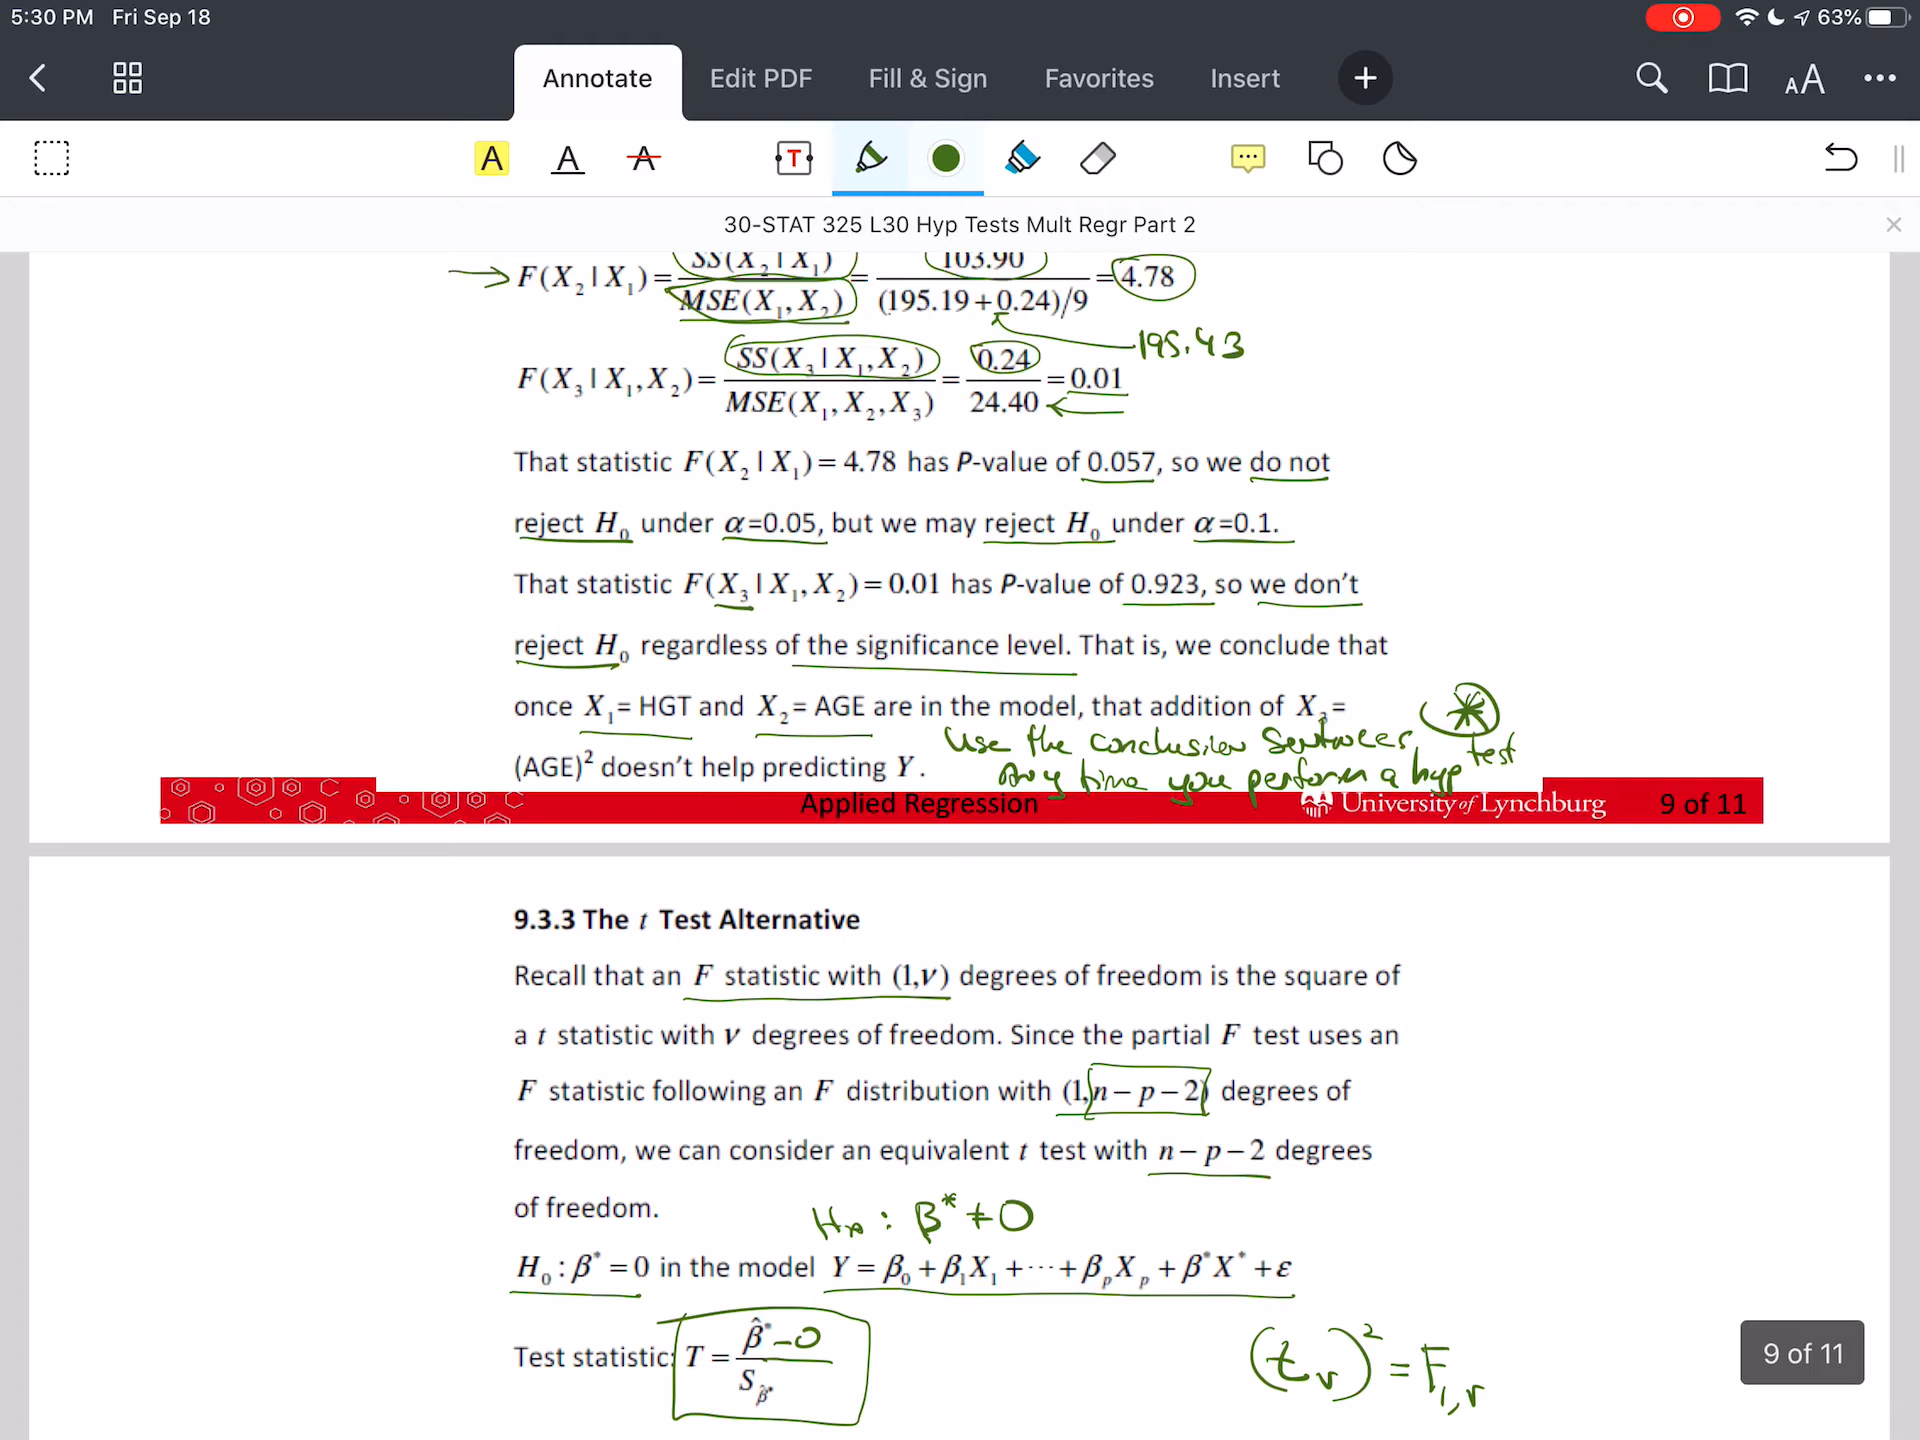 5:30 PM Fri Sep 18
63%
Annotate Edit PDF Fill & Sign Favorites Insert
AA
A A A T
30-STAT 325 L30 Hyp Tests Mult Regr Part 2
F(X₂ | X₁) = SS(X₂ | X₁) / MSE(X₁, X₂) = 103.90 / (195.19+0.24)/9 = 4.78
195.43
F(X₃ | X₁, X₂) = SS(X₃ | X₁, X₂) / MSE(X₁, X₂, X₃) = 0.24 / 24.40 = 0.01
That statistic F(X₂ | X₁) = 4.78 has P-value of 0.057, so we do not
reject H₀ under α=0.05, but we may reject H₀ under α=0.1.
That statistic F(X₃ | X₁, X₂) = 0.01 has P-value of 0.923, so we don't
reject H₀ regardless of the significance level. That is, we conclude that
once X₁= HGT and X₂= AGE are in the model, that addition of X₃=
(AGE)² doesn't help predicting Y.
Use the conclusion sentences
any time you perform a hyp test
Applied Regression University of Lynchburg 9 of 11
9.3.3 The t Test Alternative
Recall that an F statistic with (1,ν) degrees of freedom is the square of
a t statistic with ν degrees of freedom. Since the partial F test uses an
F statistic following an F distribution with (1, n − p − 2) degrees of
freedom, we can consider an equivalent t test with n − p − 2 degrees
of freedom.
Hₐ : β* ≠ 0
H₀ : β* = 0 in the model Y = β₀ + β₁X₁ + ··· + βₚXₚ + β*X* + ε
Test statistic: T = β̂* − 0 / S_β̂*
(t_ν)² = F₁,ν
9 of 11